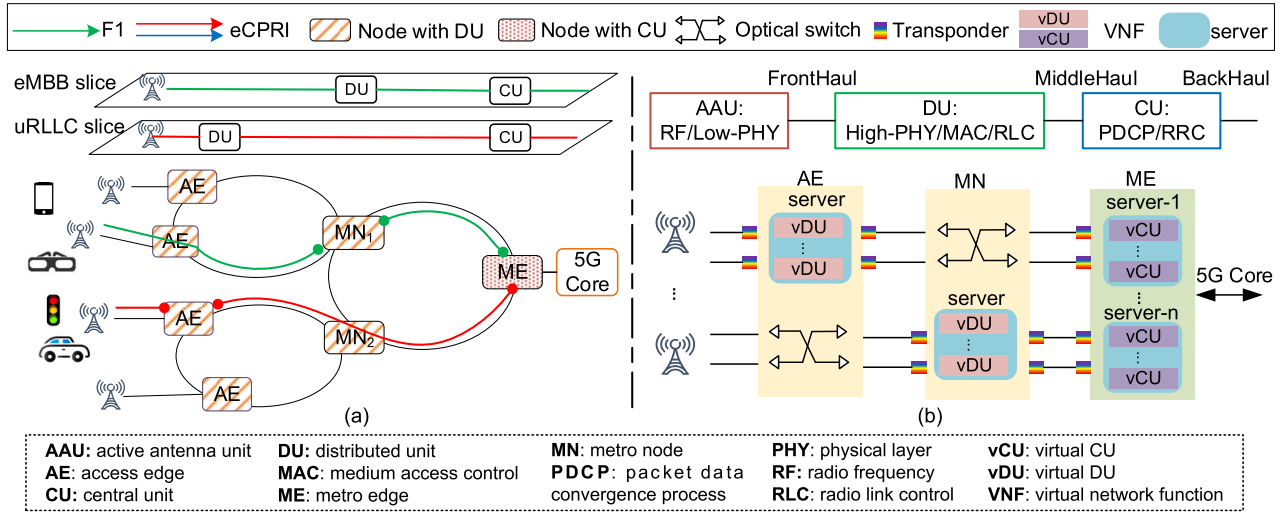 F1 eCPRI Node with DU Node with CU Optical switch Transponder vDU vCU VNF server
eMBB slice DU CU
uRLLC slice DU CU
AE
AE
MN1
ME
5G
Core
AE
MN2
AE
(a)
FrontHaul MiddleHaul BackHaul
AAU:
RF/Low-PHY
DU:
High-PHY/MAC/RLC
CU:
PDCP/RRC
AE MN ME
server
vDU
⋮
vDU
server-1
vCU
⋮
vCU
⋮
⋮
5G Core
server
vDU
⋮
vDU
server-n
vCU
⋮
vCU
(b)
AAU: active antenna unit
AE: access edge
CU: central unit
DU: distributed unit
MAC: medium access control
ME: metro edge
MN: metro node
PDCP: packet data
convergence process
PHY: physical layer
RF: radio frequency
RLC: radio link control
vCU: virtual CU
vDU: virtual DU
VNF: virtual network function